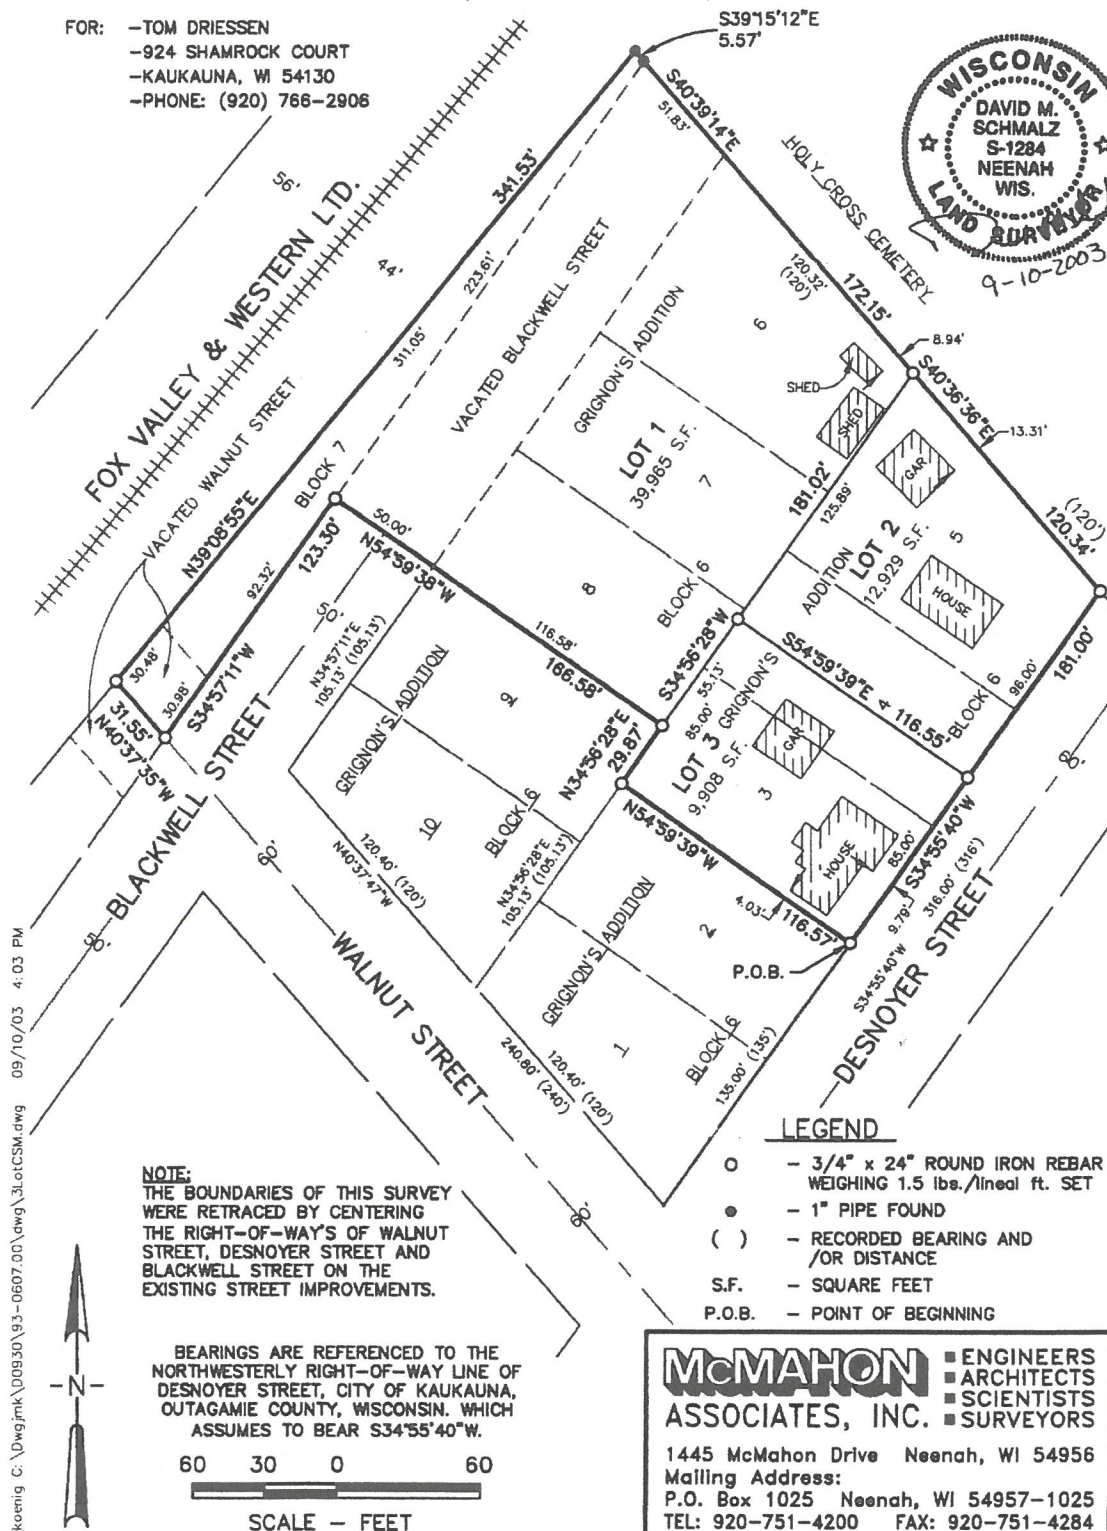 FOR: -TOM DRIESSEN
-924 SHAMROCK COURT
-KAUKAUNA, WI 54130
-PHONE: (920) 766-2906
S39°15'12"E
5.57'
WISCONSIN
DAVID M.
SCHMALZ
S-1284
NEENAH
WIS.
LAND SURVEYOR
9-10-2003
S40°39'14"E
51.83'
HOLY CROSS CEMETERY
56'
44'
FOX VALLEY & WESTERN LTD.
341.53'
223.61'
311.05'
VACATED BLACKWELL STREET
VACATED WALNUT STREET
N39°08'55"E
BLOCK 7
120.32'
(120')
172.15'
8.94'
GRIGNON'S ADDITION
6
SHED
SHED
S40°36'36"E
13.31'
LOT 1
39,965 S.F.
7
181.02'
125.89'
GAR
(120')
120.34'
LOT 2
12,929 S.F.
5
ADDITION
HOUSE
50.00'
N54°59'38"W
123.30'
92.32'
50'
8
BLOCK 6
S34°56'28"W
116.58'
166.58'
N34°57'11"E
105.13' (105.13')
30.48'
30.98'
S34°57'11"W
31.55'
N40°37'35"W
GRIGNON'S ADDITION
9
N34°56'28"E
29.87'
85.00'
55.13'
GRIGNON'S
S54°59'39"E
4
116.55'
BLOCK 6
96.00'
181.00'
60'
LOT 3
9,908 S.F.
GAR
3
N54°59'39"W
HOUSE
85.00'
S34°55'40"W
316.00' (316')
9.79'
S34°55'40"W
4.03'
116.57'
P.O.B.
BLACKWELL STREET
50'
60'
10
BLOCK 6
120.40' (120')
N40°37'47"W
N34°56'28"E
105.13' (105.13')
GRIGNON'S ADDITION
2
1
BLOCK 6
135.00' (135')
DESNOYER STREET
WALNUT STREET
120.40' (120')
240.80' (240')
60'
NOTE:
THE BOUNDARIES OF THIS SURVEY
WERE RETRACED BY CENTERING
THE RIGHT-OF-WAY'S OF WALNUT
STREET, DESNOYER STREET AND
BLACKWELL STREET ON THE
EXISTING STREET IMPROVEMENTS.
LEGEND
- 3/4" x 24" ROUND IRON REBAR
WEIGHING 1.5 lbs./lineal ft. SET
- 1" PIPE FOUND
( ) - RECORDED BEARING AND
/OR DISTANCE
S.F. - SQUARE FEET
P.O.B. - POINT OF BEGINNING
N
BEARINGS ARE REFERENCED TO THE
NORTHWESTERLY RIGHT-OF-WAY LINE OF
DESNOYER STREET, CITY OF KAUKAUNA,
OUTAGAMIE COUNTY, WISCONSIN. WHICH
ASSUMES TO BEAR S34°55'40"W.
60 30 0 60
SCALE - FEET
McMAHON
ASSOCIATES, INC.
ENGINEERS
ARCHITECTS
SCIENTISTS
SURVEYORS
1445 McMahon Drive Neenah, WI 54956
Mailing Address:
P.O. Box 1025 Neenah, WI 54957-1025
TEL: 920-751-4200 FAX: 920-751-4284
koenig C:\Dwgjmk\D0930\93-0607.00\dwg\3LotCSM.dwg 09/10/03 4:03 PM